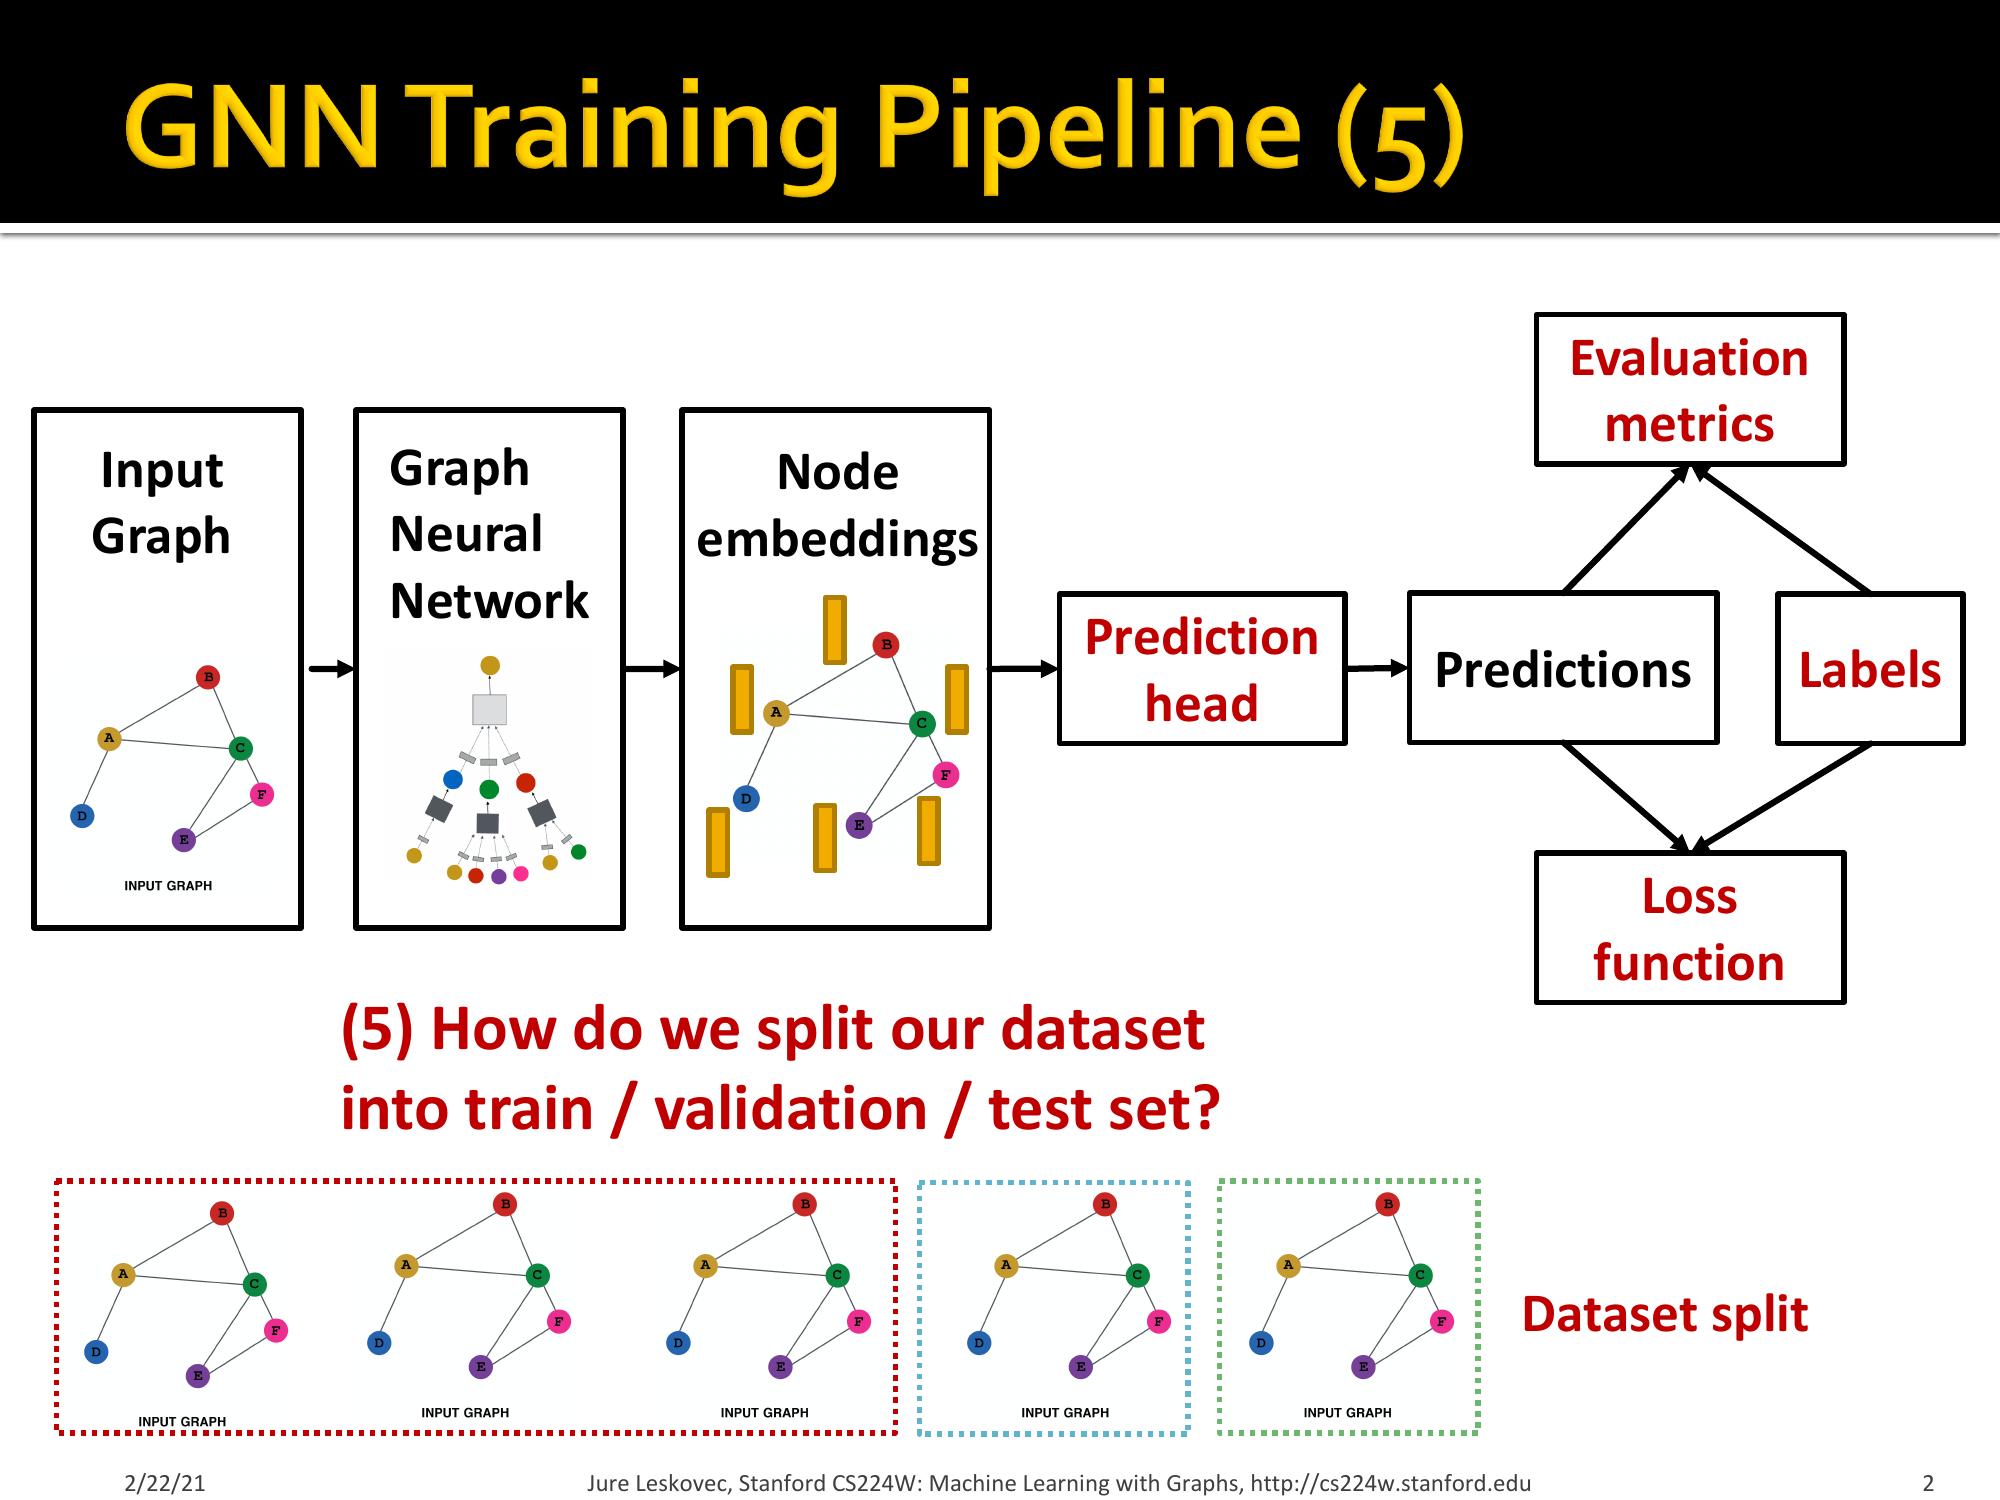 GNN Training Pipeline (5)
Input
Graph
B
A
C
F
D
E
INPUT GRAPH
Graph
Neural
Network
Node
embeddings
B
A
C
F
D
E
Prediction
head
Predictions
Labels
Evaluation
metrics
Loss
function
(5) How do we split our dataset
into train / validation / test set?
B
A
C
F
D
E
INPUT GRAPH
B
A
C
F
D
E
INPUT GRAPH
B
A
C
F
D
E
INPUT GRAPH
B
A
C
F
D
E
INPUT GRAPH
B
A
C
F
D
E
INPUT GRAPH
Dataset split
2/22/21
Jure Leskovec, Stanford CS224W: Machine Learning with Graphs, http://cs224w.stanford.edu
2